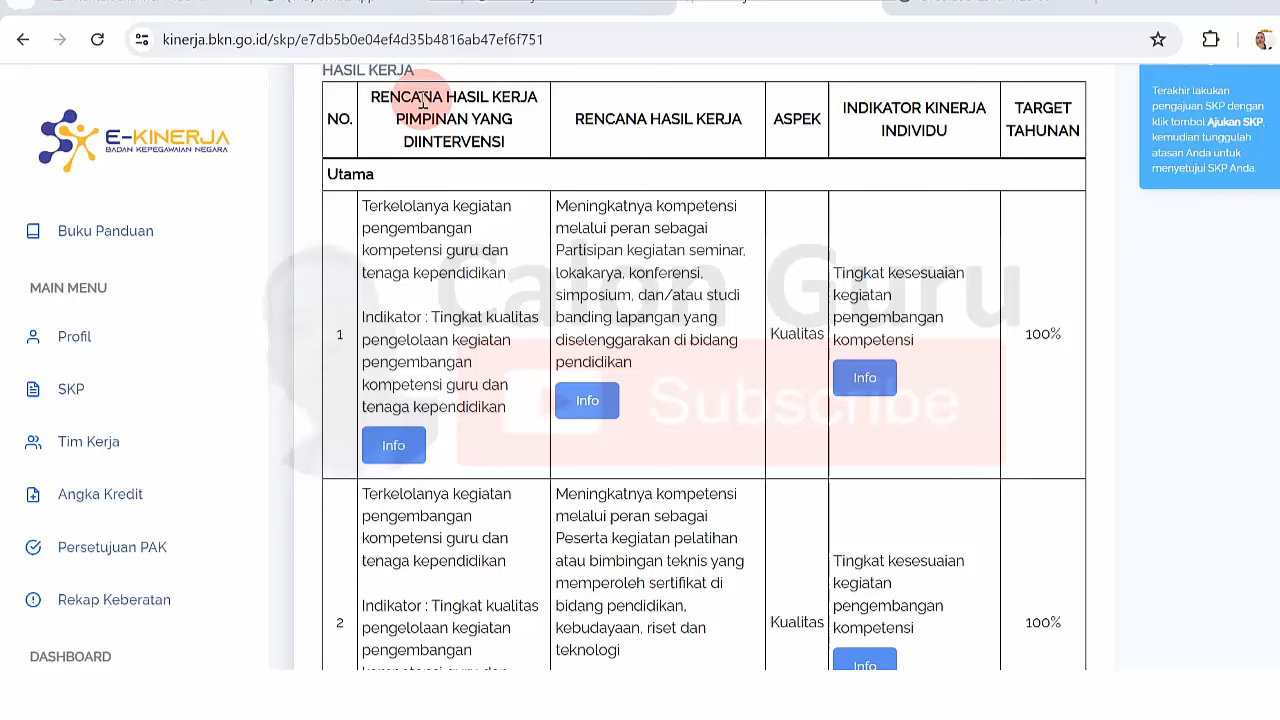 kinerja.bkn.go.id/skp/e7db5b0e04ef4d35b4816ab47ef6f751
E-KINERJA
BADAN KEPEGAWAIAN NEGARA
Buku Panduan
MAIN MENU
Profil
SKP
Tim Kerja
Angka Kredit
Persetujuan PAK
Rekap Keberatan
DASHBOARD
HASIL KERJA
NO.
RENCANA HASIL KERJA
PIMPINAN YANG
DIINTERVENSI
RENCANA HASIL KERJA
ASPEK
INDIKATOR KINERJA
INDIVIDU
TARGET
TAHUNAN
Utama
1
Terkelolanya kegiatan
pengembangan
kompetensi guru dan
tenaga kependidikan
Indikator : Tingkat kualitas
pengelolaan kegiatan
pengembangan
kompetensi guru dan
tenaga kependidikan
Info
Meningkatnya kompetensi
melalui peran sebagai
Partisipan kegiatan seminar,
lokakarya, konferensi,
simposium, dan/atau studi
banding lapangan yang
diselenggarakan di bidang
pendidikan
Info
Kualitas
Tingkat kesesuaian
kegiatan
pengembangan
kompetensi
Info
100%
2
Terkelolanya kegiatan
pengembangan
kompetensi guru dan
tenaga kependidikan
Indikator : Tingkat kualitas
pengelolaan kegiatan
pengembangan
kompetensi guru dan
Meningkatnya kompetensi
melalui peran sebagai
Peserta kegiatan pelatihan
atau bimbingan teknis yang
memperoleh sertifikat di
bidang pendidikan,
kebudayaan, riset dan
teknologi
Kualitas
Tingkat kesesuaian
kegiatan
pengembangan
kompetensi
Info
100%
Terakhir lakukan
pengajuan SKP dengan
klik tombol Ajukan SKP,
kemudian tunggulah
atasan Anda untuk
menyetujui SKP Anda.
Calon Guru
Subscribe